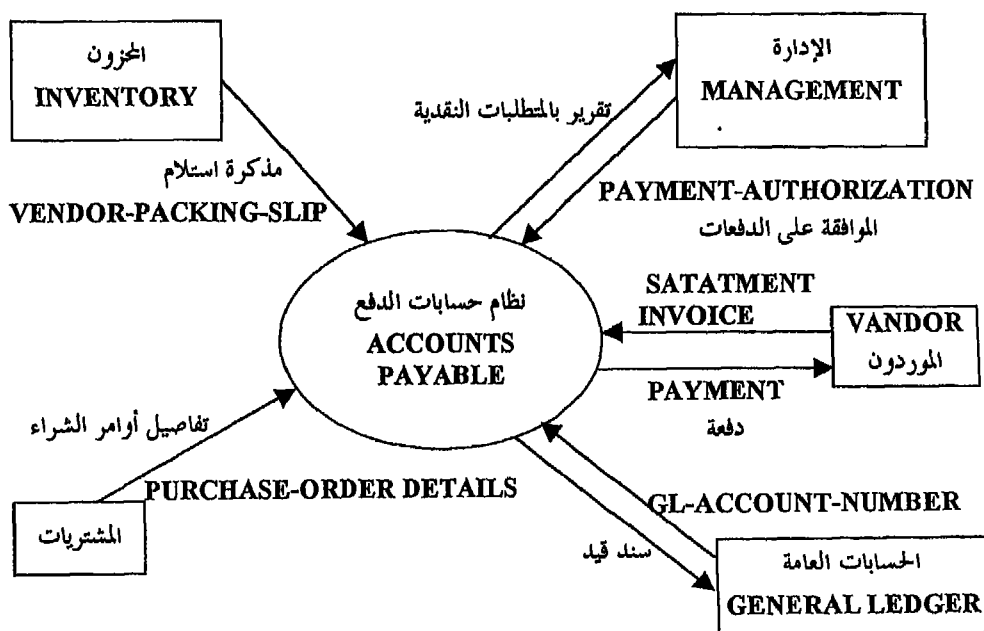 المخزون
INVENTORY
الإدارة
MANAGEMENT
تقرير بالمتطلبات النقدية
مذكرة استلام
VENDOR-PACKING-SLIP
PAYMENT-AUTHORIZATION
الموافقة على الدفعات
نظام حسابات الدفع
ACCOUNTS
PAYABLE
SATATMENT
INVOICE
VANDOR
الموردون
PAYMENT
دفعة
تفاصيل أوامر الشراء
PURCHASE-ORDER DETAILS
المشتريات
GL-ACCOUNT-NUMBER
سند قيد
الحسابات العامة
GENERAL LEDGER